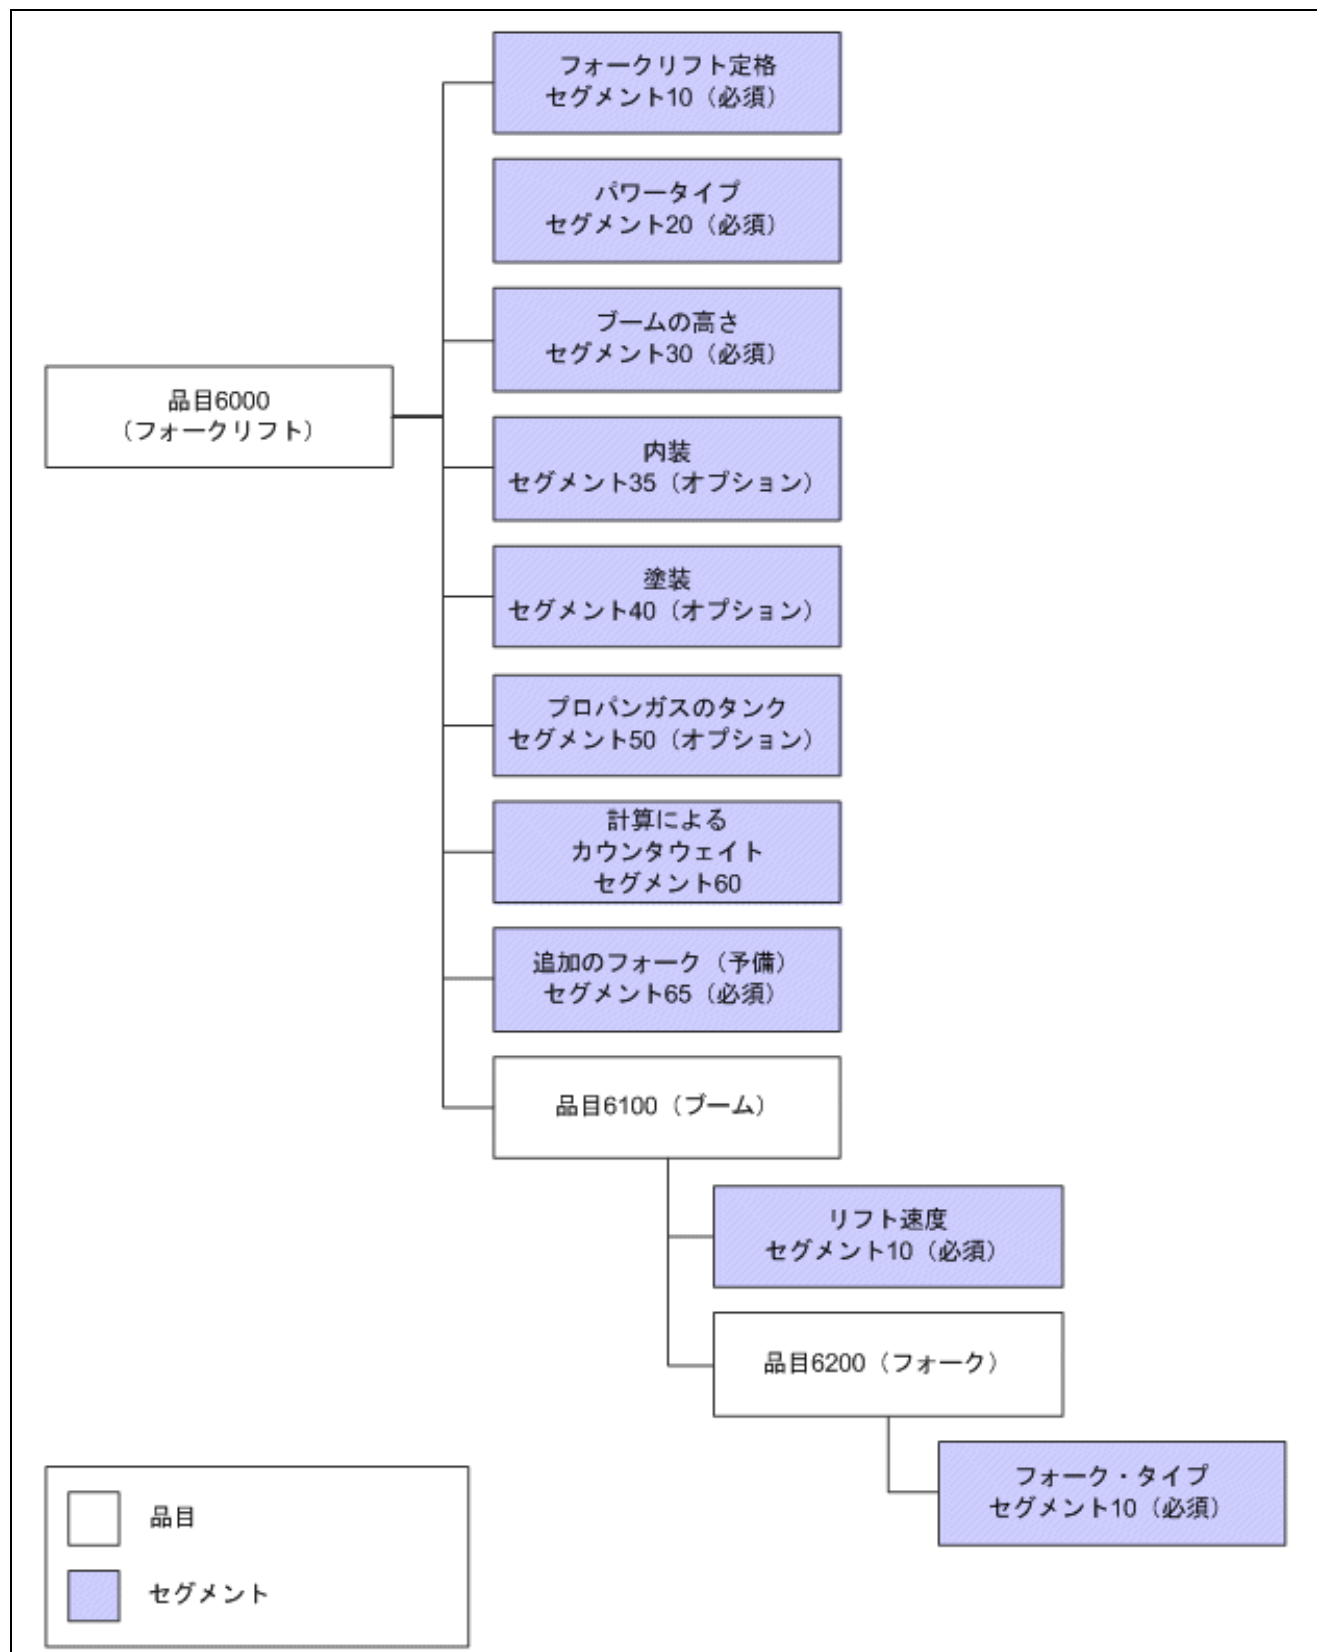 フォークリフト定格
セグメント10（必須）
パワータイプ
セグメント20（必須）
ブームの高さ
セグメント30（必須）
品目6000
（フォークリフト）
内装
セグメント35（オプション）
塗装
セグメント40（オプション）
プロパンガスのタンク
セグメント50（オプション）
計算による
カウンタウェイト
セグメント60
追加のフォーク（予備）
セグメント65（必須）
品目6100（ブーム）
リフト速度
セグメント10（必須）
品目6200（フォーク）
フォーク・タイプ
セグメント10（必須）
品目
セグメント